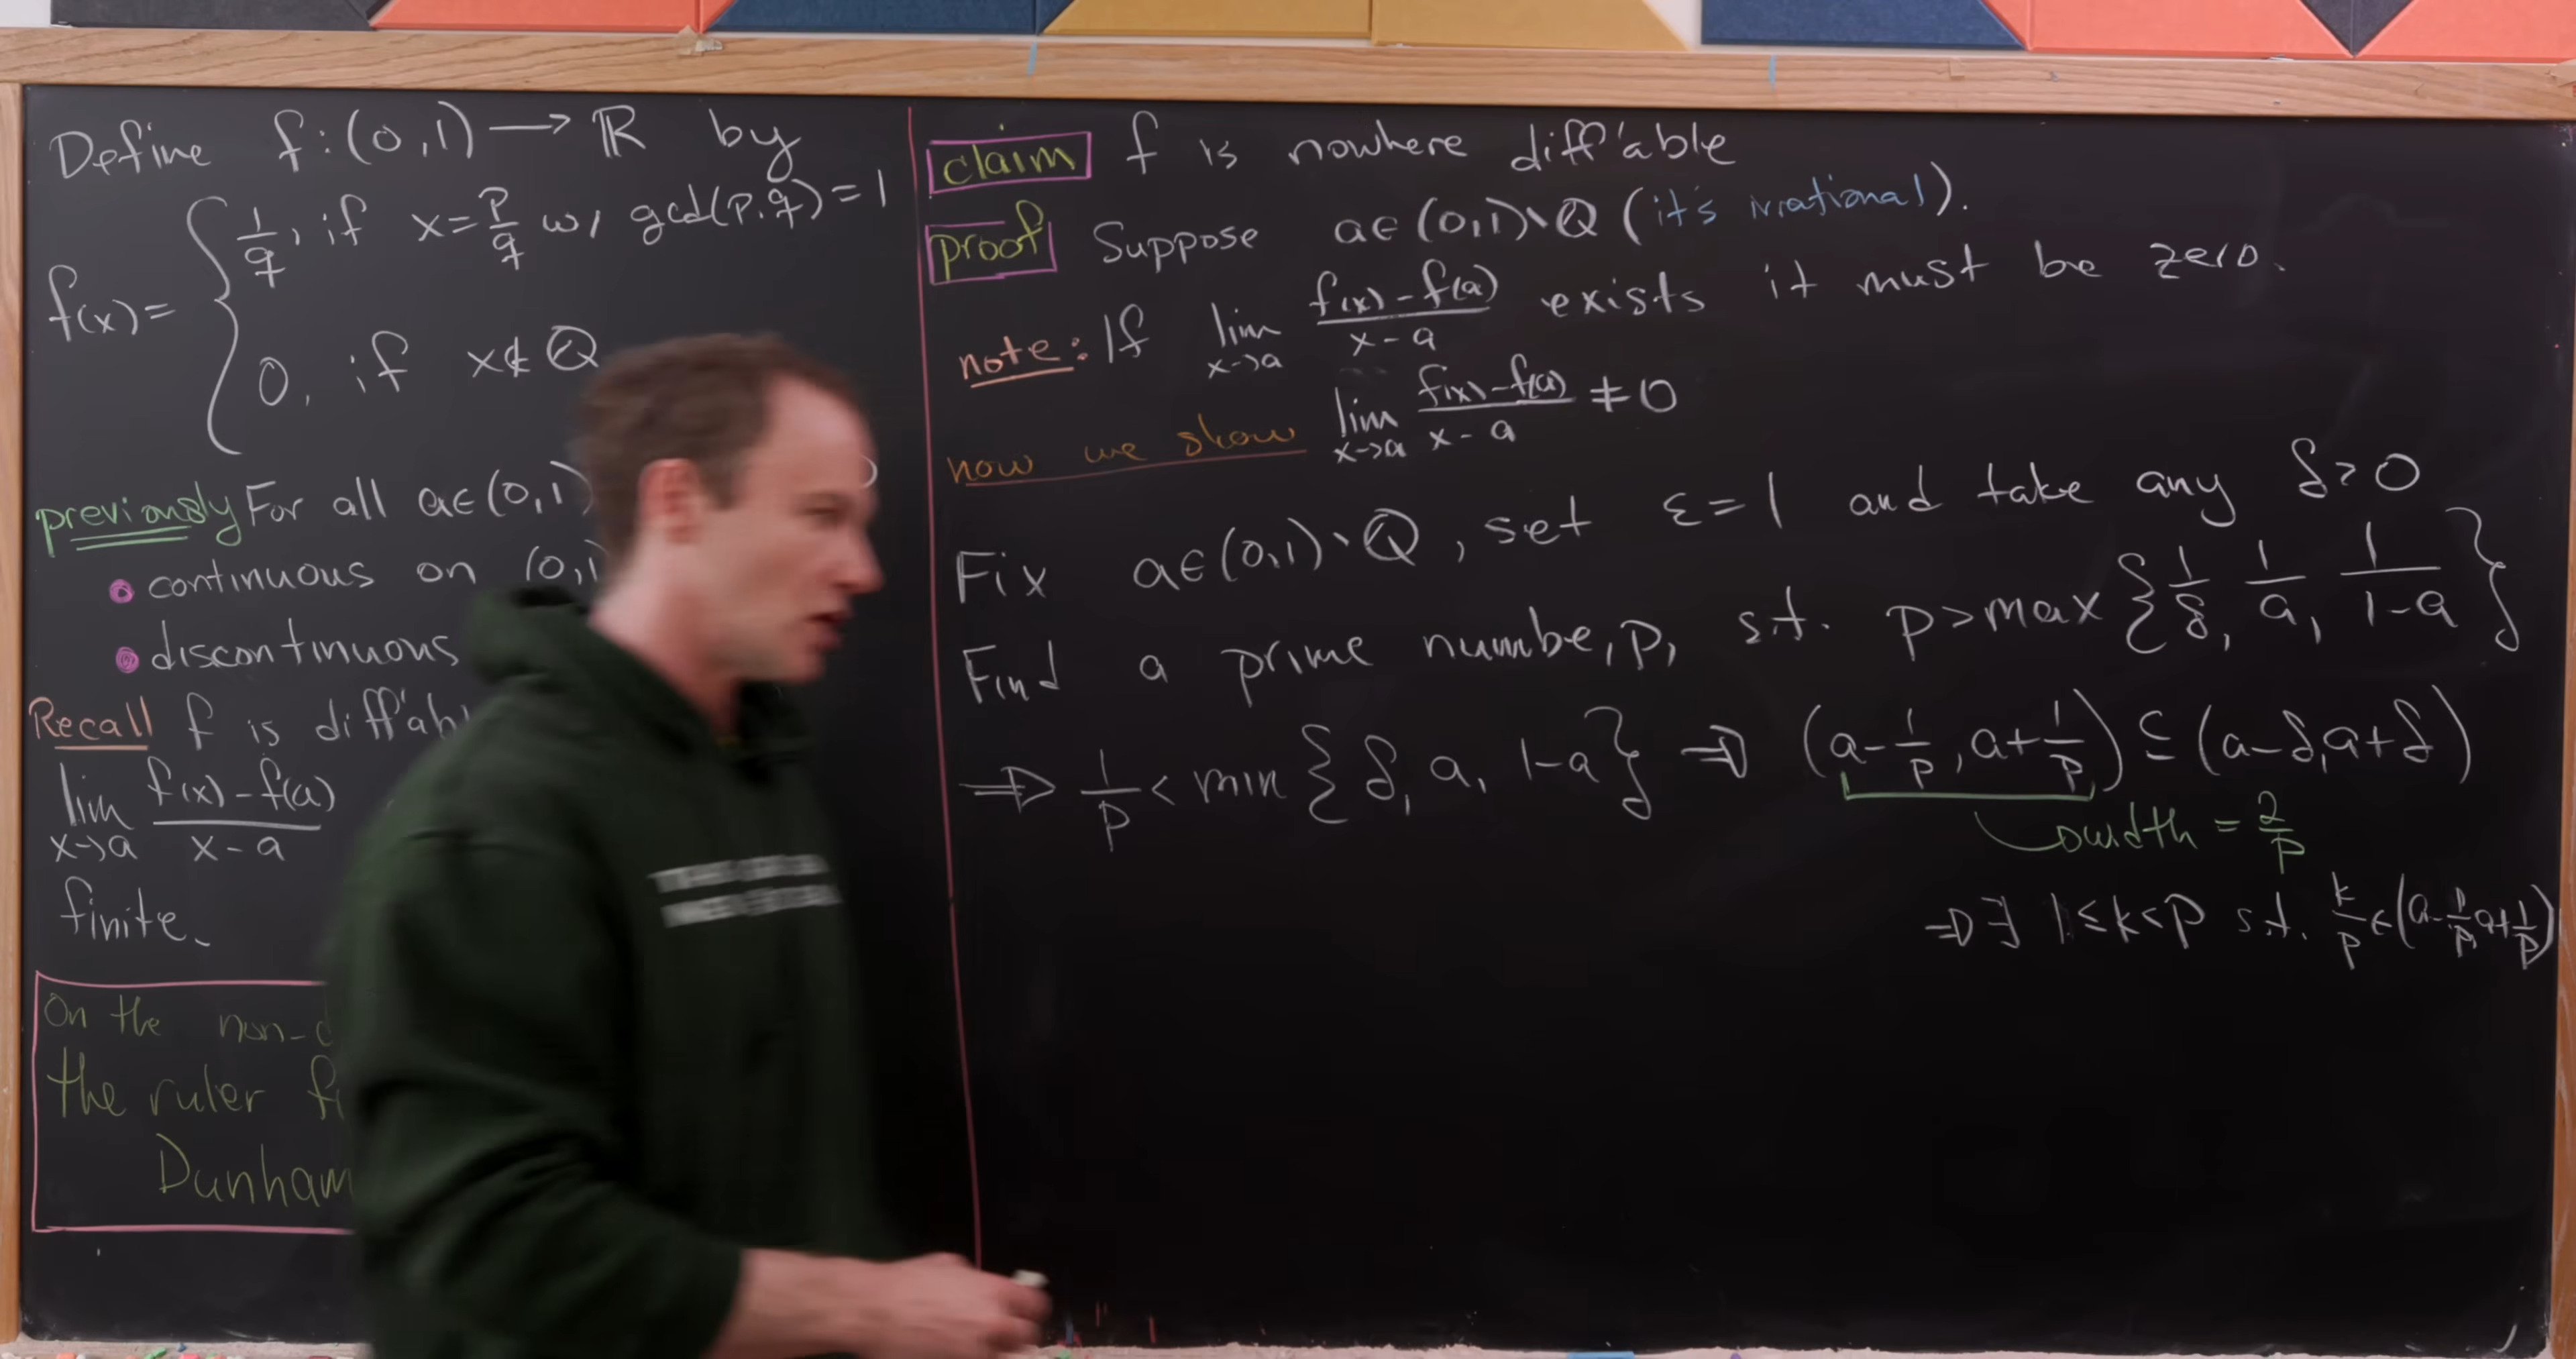 Define f:(0,1) → ℝ by
f(x) = { 1/q, if x = p/q w/ gcd(p,q) = 1
0, if x ∉ ℚ
previously For all a∈(0,1)
• continuous on (0,1
• discontinuous
Recall f is diff'abl
lim x→a (f(x) - f(a))/(x - a)
finite.
On the non-d
the ruler f
Dunham
claim f is nowhere diff'able
proof Suppose a∈(0,1)∖ℚ (it's irrational).
note: If lim x→a (f(x) - f(a))/(x - a) exists it must be zero.
now we show lim x→a (f(x) - f(a))/(x - a) ≠ 0
Fix a∈(0,1)∖ℚ, set ε = 1 and take any δ > 0
Find a prime numbe, p, s.t. p > max {1/δ, 1/a, 1/(1-a)}
⇒ 1/p < min {δ, a, 1-a} ⇒ (a - 1/p, a + 1/p) ⊆ (a-δ, a+δ)
width = 2/p
⇒ ∃ 1 ≤ k < p s.t. k/p ∈ (a - 1/p, a + 1/p)